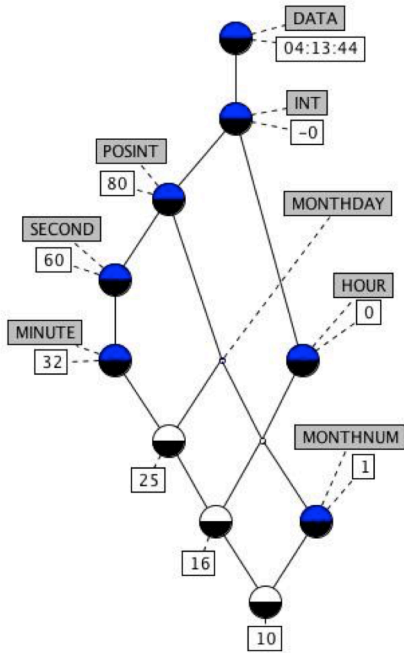 DATA
04:13:44
INT
-0
POSINT
80
MONTHDAY
SECOND
60
HOUR
0
MINUTE
32
MONTHNUM
1
25
16
10